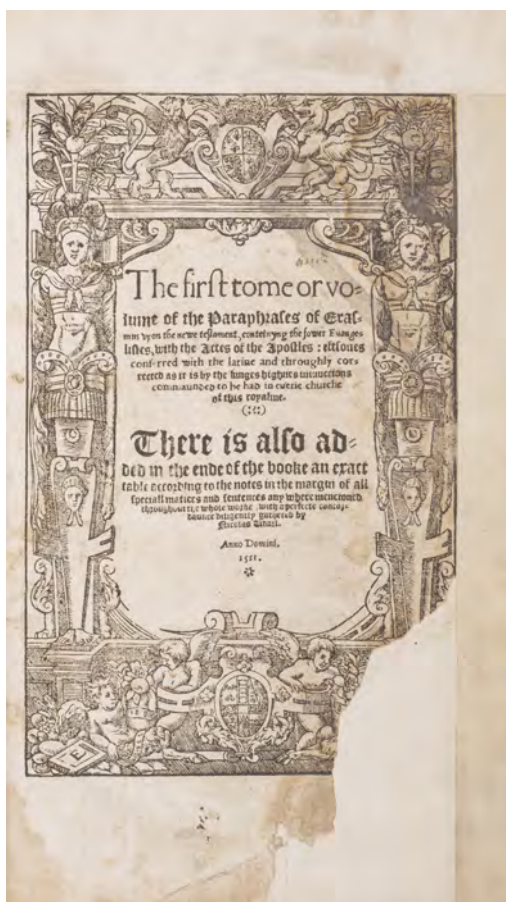 The first tome or vo-
lume of the Paraphrases of Eras-
mus vpon the newe testament, conteinyng the fower Euange
listes, with the Actes of the Apostles : eftsones
conferred with the latine and throughly cor
rected as it is by the kinges highnes iniunccions
commaunded to be had in euerie churche
of this royalme.
(:::)
There is also ad-
ded in the ende of the booke an exact
table according to the notes in the margin of all
speciall matiers and sentences any where mencioned
throughout the whole worke, with a perfecte concor-
daunce diligently gathered by
Nicolas
Anno Domini.
1551.
E